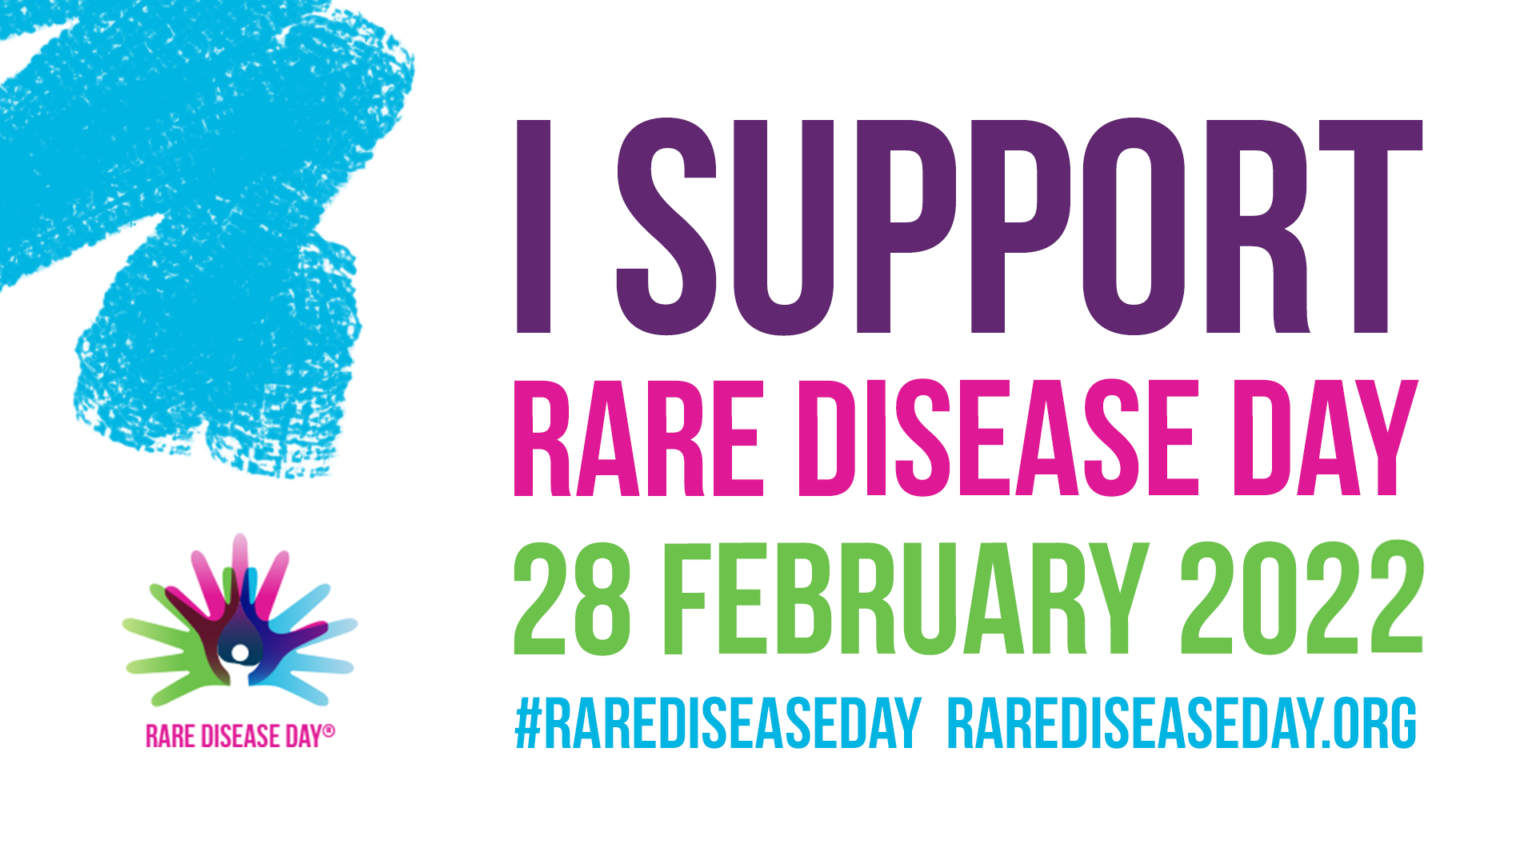 I SUPPORT
RARE DISEASE DAY
28 FEBRUARY 2022
#RAREDISEASEDAY RAREDISEASEDAY.ORG
RARE DISEASE DAY®